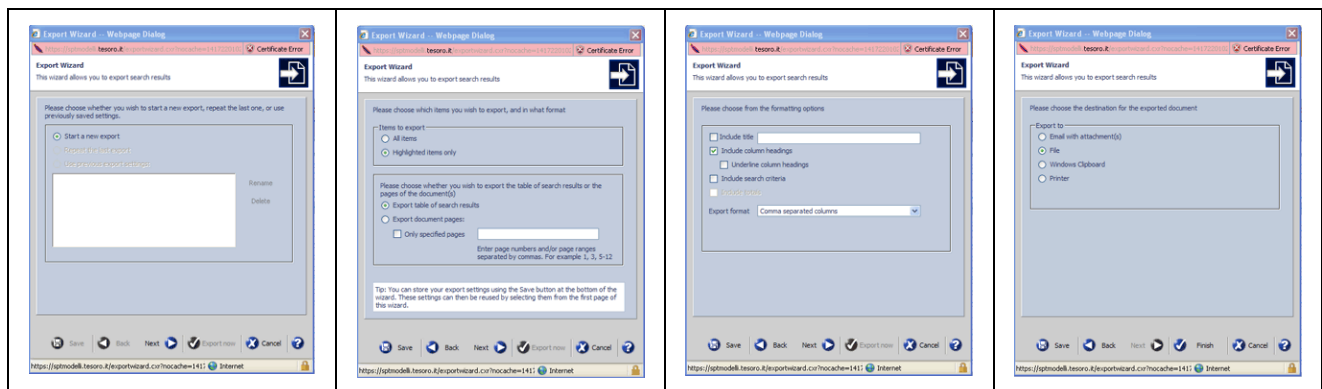 Export Wizard -- Webpage Dialog
https://sptmodelli.tesoro.it/exportwizard.cxr?nocache=141722010 Certificate Error
Export Wizard
This wizard allows you to export search results
Please choose whether you wish to start a new export, repeat the last one, or use
previously saved settings.
Start a new export
Repeat the last export
Use previous export settings:
Rename
Delete
Save Back Next Export now Cancel
https://sptmodelli.tesoro.it/exportwizard.cxr?nocache=1417 Internet
Export Wizard -- Webpage Dialog
tesoro.it Certificate Error
Export Wizard
This wizard allows you to export search results
Please choose which items you wish to export, and in what format
Items to export
All items
Highlighted items only
Please choose whether you wish to export the table of search results or the
pages of the document(s)
Export table of search results
Export document pages:
Only specified pages
Enter page numbers and/or page ranges
separated by commas. For example 1, 3, 5-12
Tip: You can store your export settings using the Save button at the bottom of the
wizard. These settings can then be reused by selecting them from the first page of
this wizard.
Save Back Next Export now Cancel
https://sptmodelli.tesoro.it/exportwizard.cxr?nocache=1417 Internet
Export Wizard -- Webpage Dialog
tesoro.it Certificate Error
Export Wizard
This wizard allows you to export search results
Please choose from the formatting options
Include title
Include column headings
Underline column headings
Include search criteria
Export format Comma separated columns
Save Back Next Export now Cancel
https://sptmodelli.tesoro.it/exportwizard.cxr?nocache=1417 Internet
Export Wizard -- Webpage Dialog
tesoro.it Certificate Error
Export Wizard
This wizard allows you to export search results
Please choose the destination for the exported document
Export to
Email with attachment(s)
File
Windows Clipboard
Printer
Save Back Next Finish Cancel
https://sptmodelli.tesoro.it/exportwizard.cxr?nocache=1417 Internet